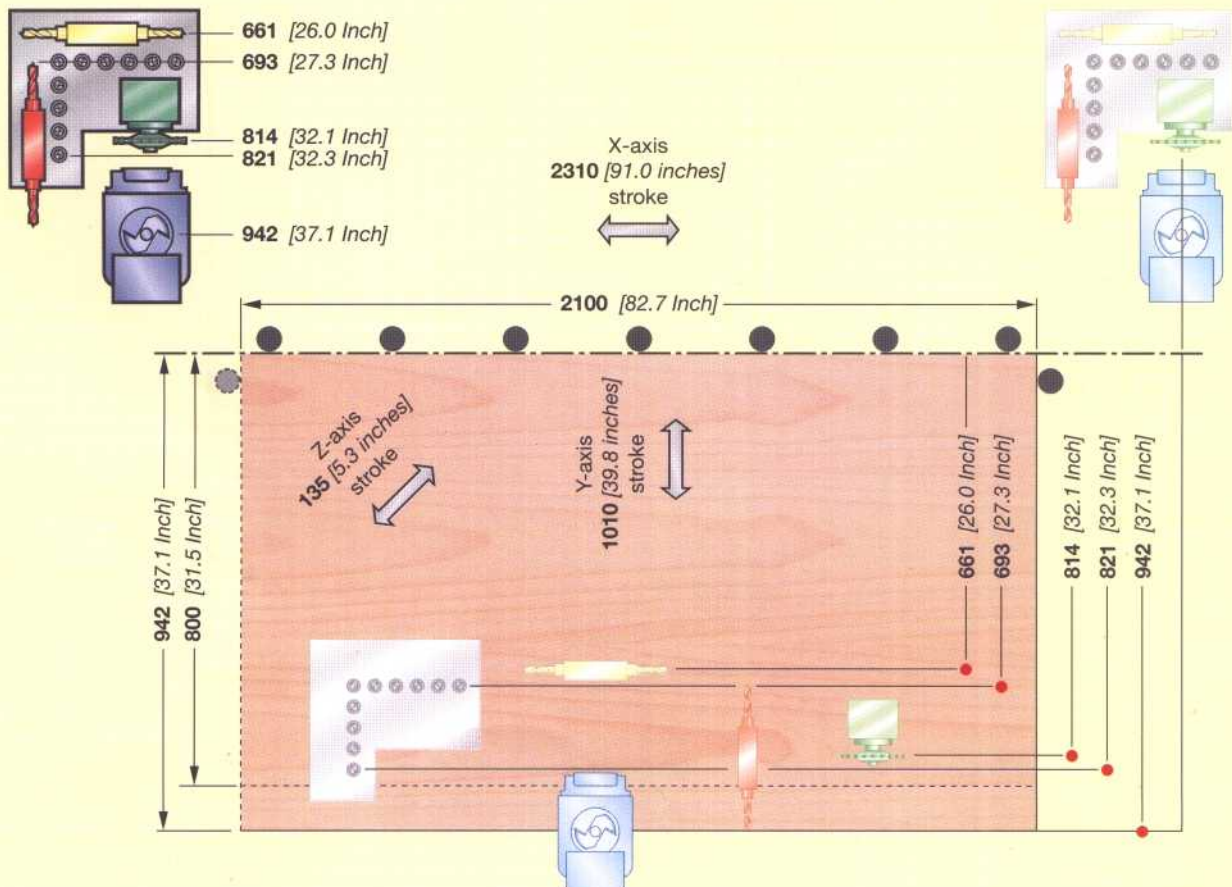 661 [26.0 Inch]
693 [27.3 Inch]
814 [32.1 Inch]
821 [32.3 Inch]
942 [37.1 Inch]
X-axis
2310 [91.0 inches]
stroke
2100 [82.7 Inch]
Z-axis
135 [5.3 inches]
stroke
Y-axis
1010 [39.8 inches]
stroke
942 [37.1 Inch]
800 [31.5 Inch]
661 [26.0 Inch]
693 [27.3 Inch]
814 [32.1 Inch]
821 [32.3 Inch]
942 [37.1 Inch]